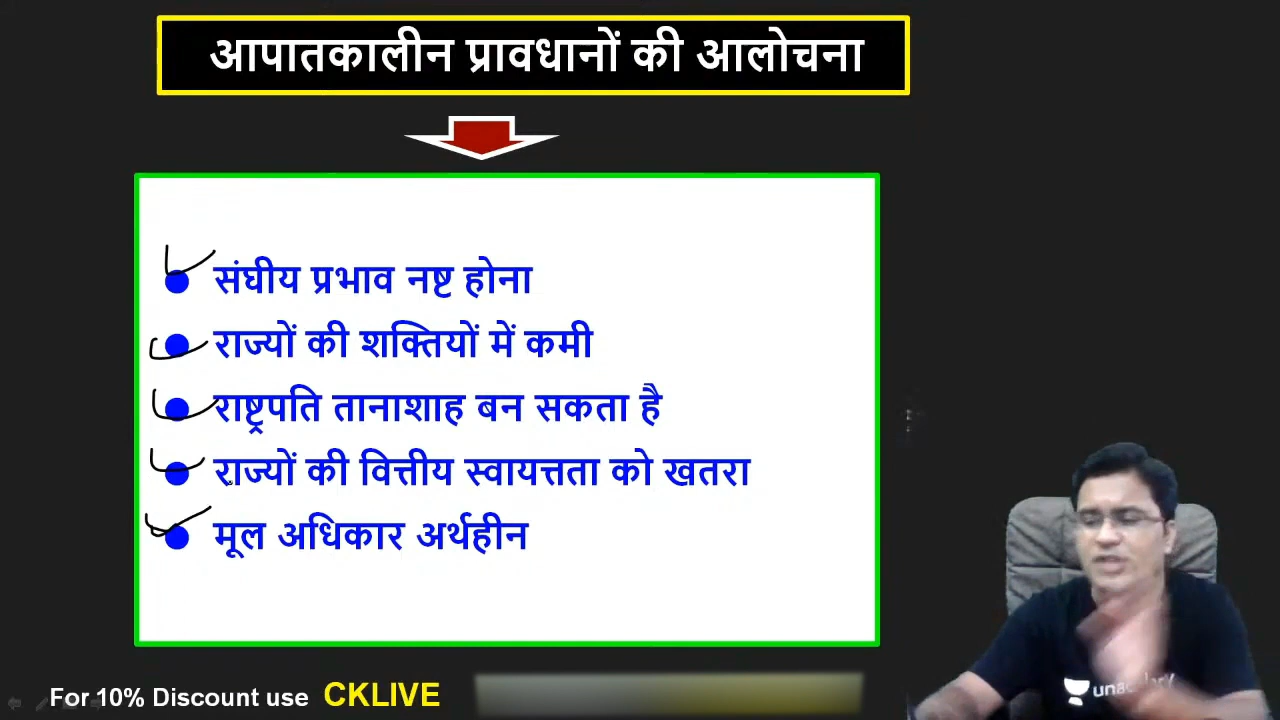 आपातकालीन प्रावधानों की आलोचना
संघीय प्रभाव नष्ट होना
राज्यों की शक्तियों में कमी
राष्ट्रपति तानाशाह बन सकता है
राज्यों की वित्तीय स्वायत्तता को खतरा
मूल अधिकार अर्थहीन
For 10% Discount use CKLIVE